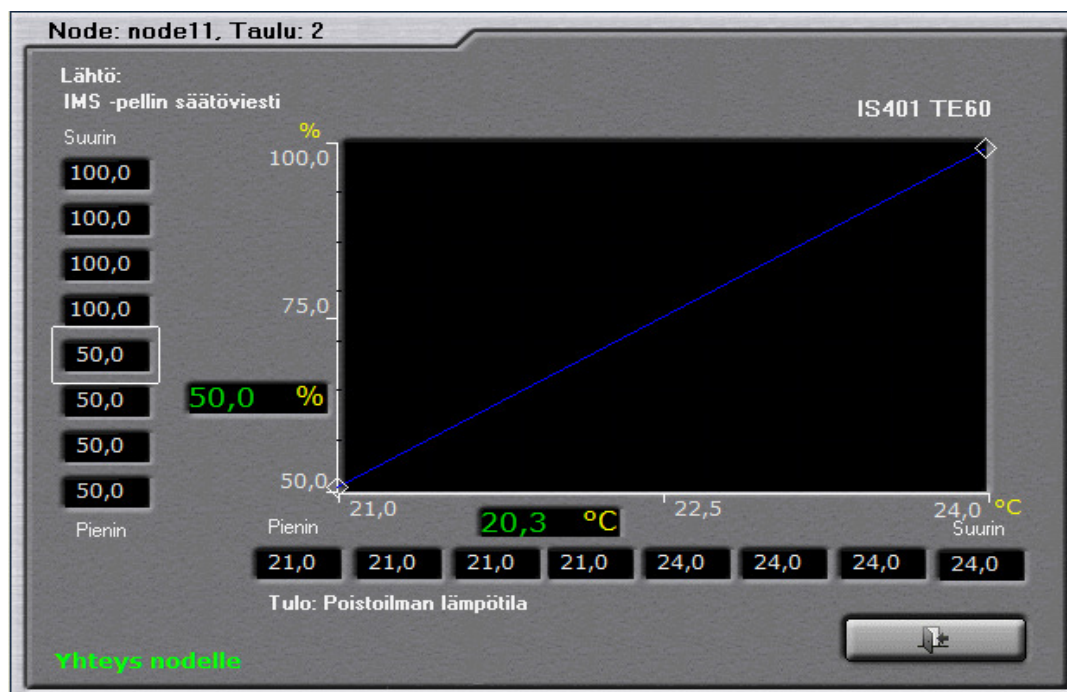 Node: node11, Taulu: 2
Lähtö:
IMS -pellin säätöviesti
IS401 TE60
Suurin
%
100,0
100,0
100,0
100,0
100,0
75,0
50,0
50,0 %
50,0
50,0
50,0
50,0
Pienin
21,0
22,5
24,0 °C
Pienin
20,3 °C
Suurin
21,0 21,0 21,0 21,0 24,0 24,0 24,0 24,0
Tulo: Poistoilman lämpötila
Yhteys nodelle